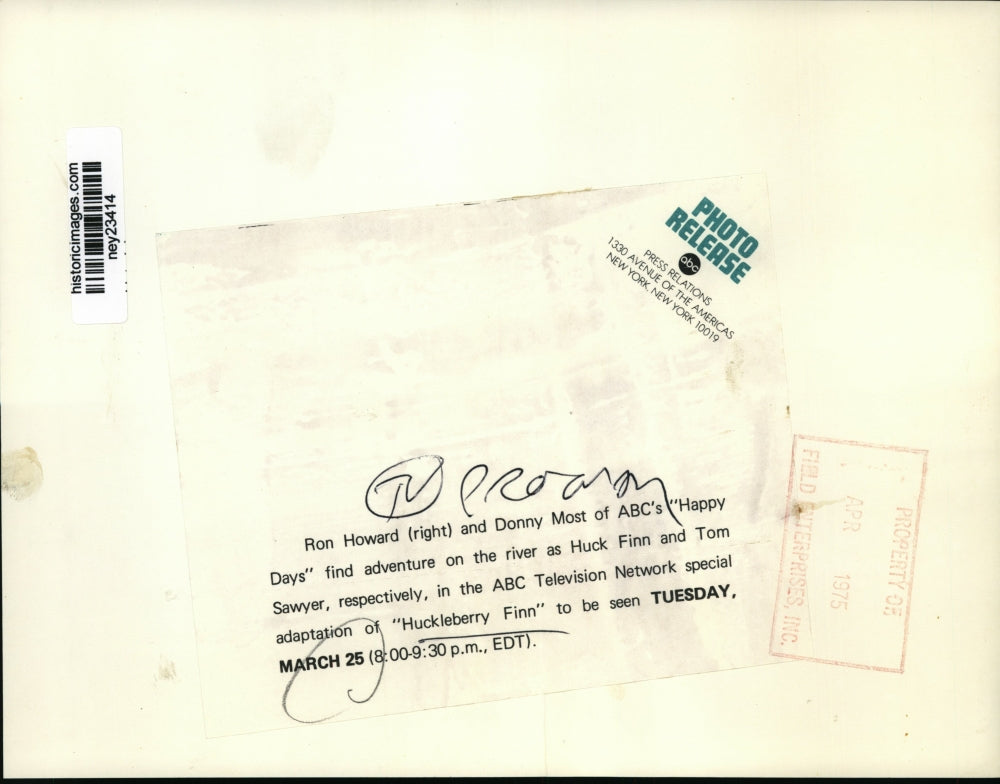 historicimages.com
ney23414
PHOTO
RELEASE
abc
PRESS RELATIONS
1330 AVENUE OF THE AMERICAS
NEW YORK, NEW YORK 10019
TV PROGRAM
Ron Howard (right) and Donny Most of ABC's "Happy
Days" find adventure on the river as Huck Finn and Tom
Sawyer, respectively, in the ABC Television Network special
adaptation of "Huckleberry Finn" to be seen TUESDAY,
MARCH 25 (8:00-9:30 p.m., EDT).
PROPERTY OF
APR 1975
FIELD ENTERPRISES, INC.